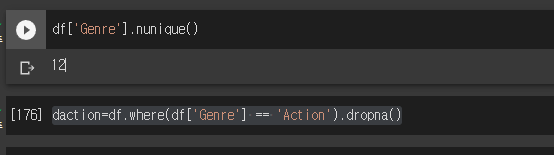 df['Genre'].nunique()
12
[176] daction=df.where(df['Genre'] == 'Action').dropna()